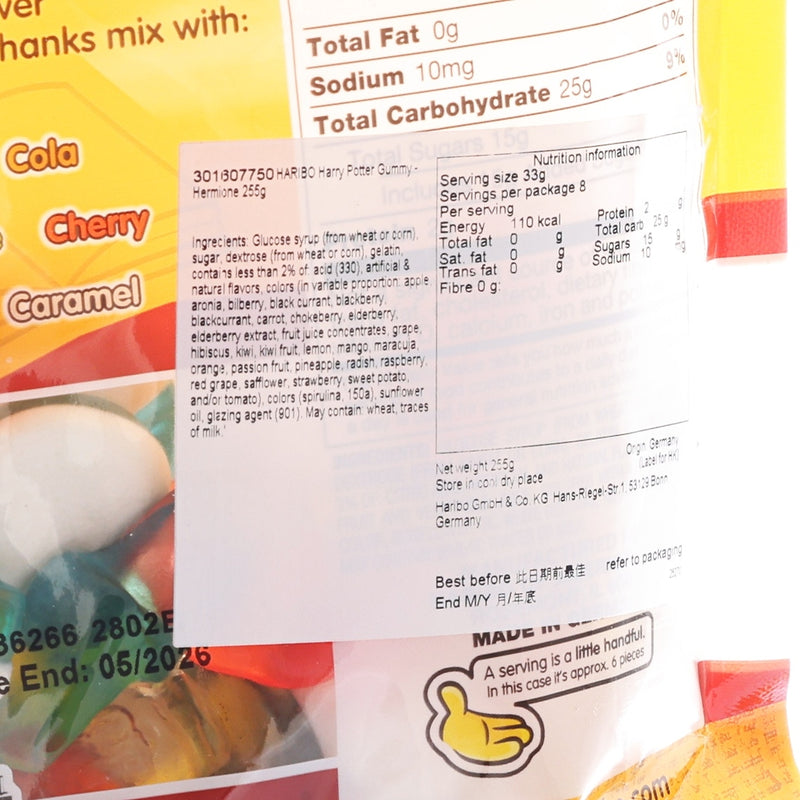 hanks mix with:
Cola
Cherry
Caramel
Total Fat 0g 0%
Sodium 10mg
Total Carbohydrate 25g 9%
Total Sugars 15g
301607750 HARIBO Harry Potter Gummy -
Hermione 255g
Ingrecients: Glucose syrup (from wheat or corn),
sugar, dextrose (from wheat or corn), gelatin,
contains less than 2% of: acid (330), artificial &
natural flavors, colors (in variable proportion: apple,
aronia, bilberry, black currant, blackberry,
blackcurrant, carrot, chokeberry, elderberry,
elderberry extract, fruit juice concentrates, grape,
hibiscus, kiwi, kiwi fruit, lemon, mango, maracuja,
orange, passion fruit, pineapple, radish, raspberry,
red grape, safflower, strawberry, sweet potato,
and/or tomato), colors (spirulina, 150a), sunflower
oil, glazing agent (901). May contain: wheat, traces
of milk.'
Nutrition information
Serving size 33g
Servings per package 8
Per serving
Energy 110 kcal Protein 2 g
Total fat 0 g Total carb 25 g
Sat. fat 0 g Sugars 15 g
Trans fat 0 g Sodium 10 mg
Fibre 0 g:
Net weight 255g
Origin: Germany
Store in cool dry place
(Label for HK)
Haribo GmbH & Co. KG Hans-Riegel-Str.1, 53129 Bonn
Germany
Best before 此日期前最佳 refer to packaging
End M/Y 月/年底
36266 2802E
End: 05/2026
MADE IN
A serving is a little handful.
In this case it's approx. 6 pieces